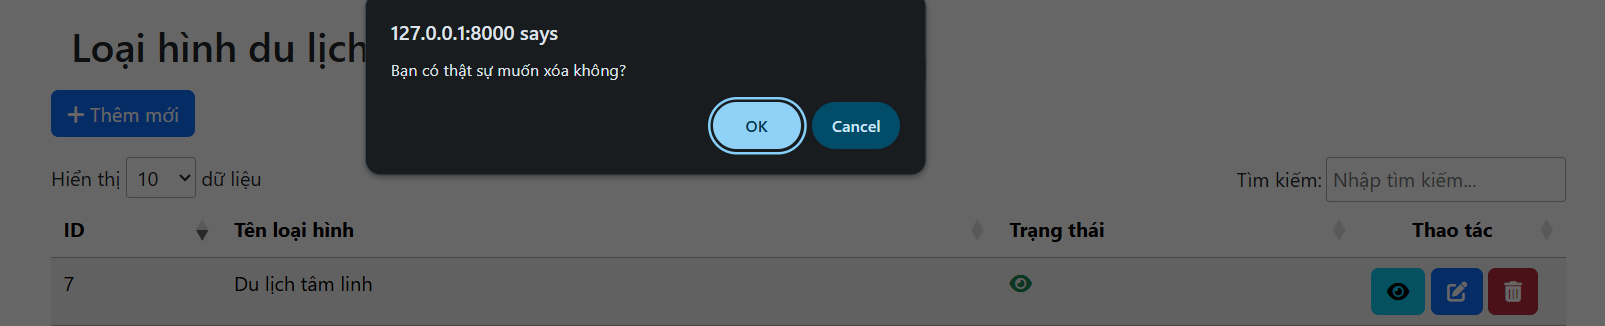 127.0.0.1:8000 says
Loại hình du lịch
Bạn có thật sự muốn xóa không?
Thêm mới
OK Cancel
Hiển thị 10 dữ liệu Tìm kiếm: Nhập tìm kiếm...
ID Tên loại hình Trạng thái Thao tác
7 Du lịch tâm linh